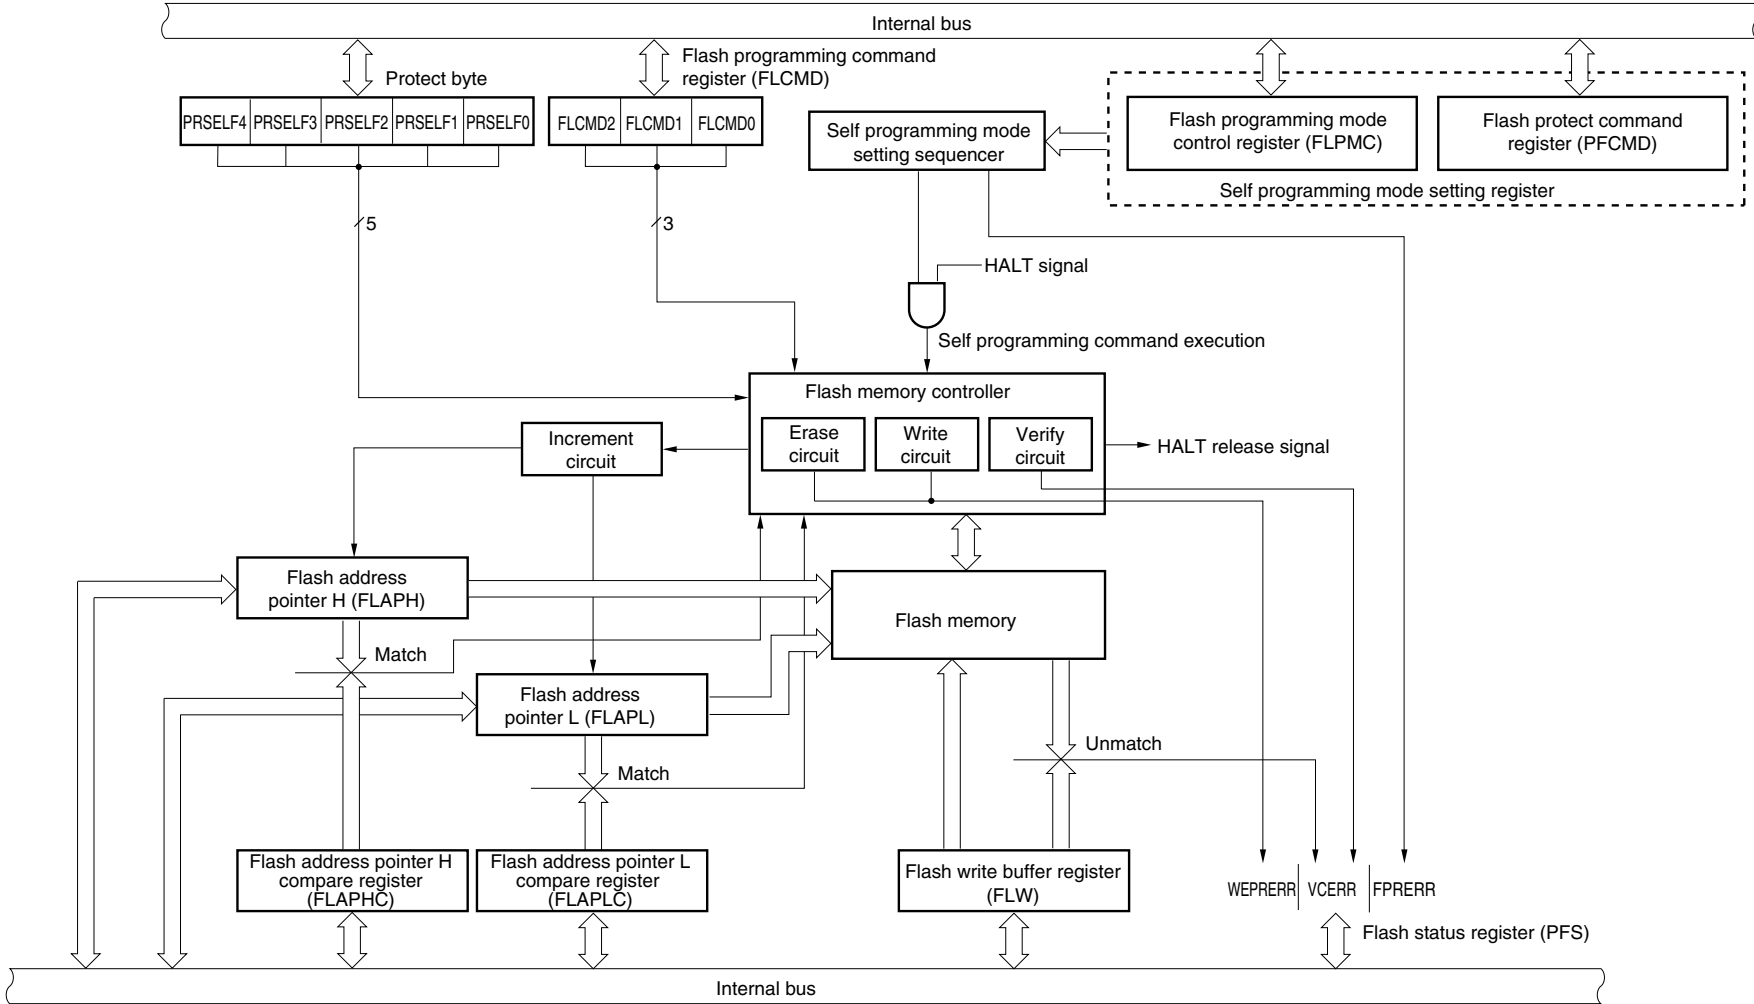 Internal bus
Protect byte
Flash programming command
register (FLCMD)
PRSELF4 PRSELF3 PRSELF2 PRSELF1 PRSELF0
FLCMD2 FLCMD1 FLCMD0
Self programming mode
setting sequencer
Flash programming mode
control register (FLPMC)
Flash protect command
register (PFCMD)
Self programming mode setting register
5
3
HALT signal
Self programming command execution
Flash memory controller
Erase
circuit
Write
circuit
Verify
circuit
HALT release signal
Increment
circuit
Flash address
pointer H (FLAPH)
Flash memory
Match
Flash address
pointer L (FLAPL)
Match
Unmatch
Flash address pointer H
compare register
(FLAPHC)
Flash address pointer L
compare register
(FLAPLC)
Flash write buffer register
(FLW)
WEPRERR VCERR FPRERR
Flash status register (PFS)
Internal bus